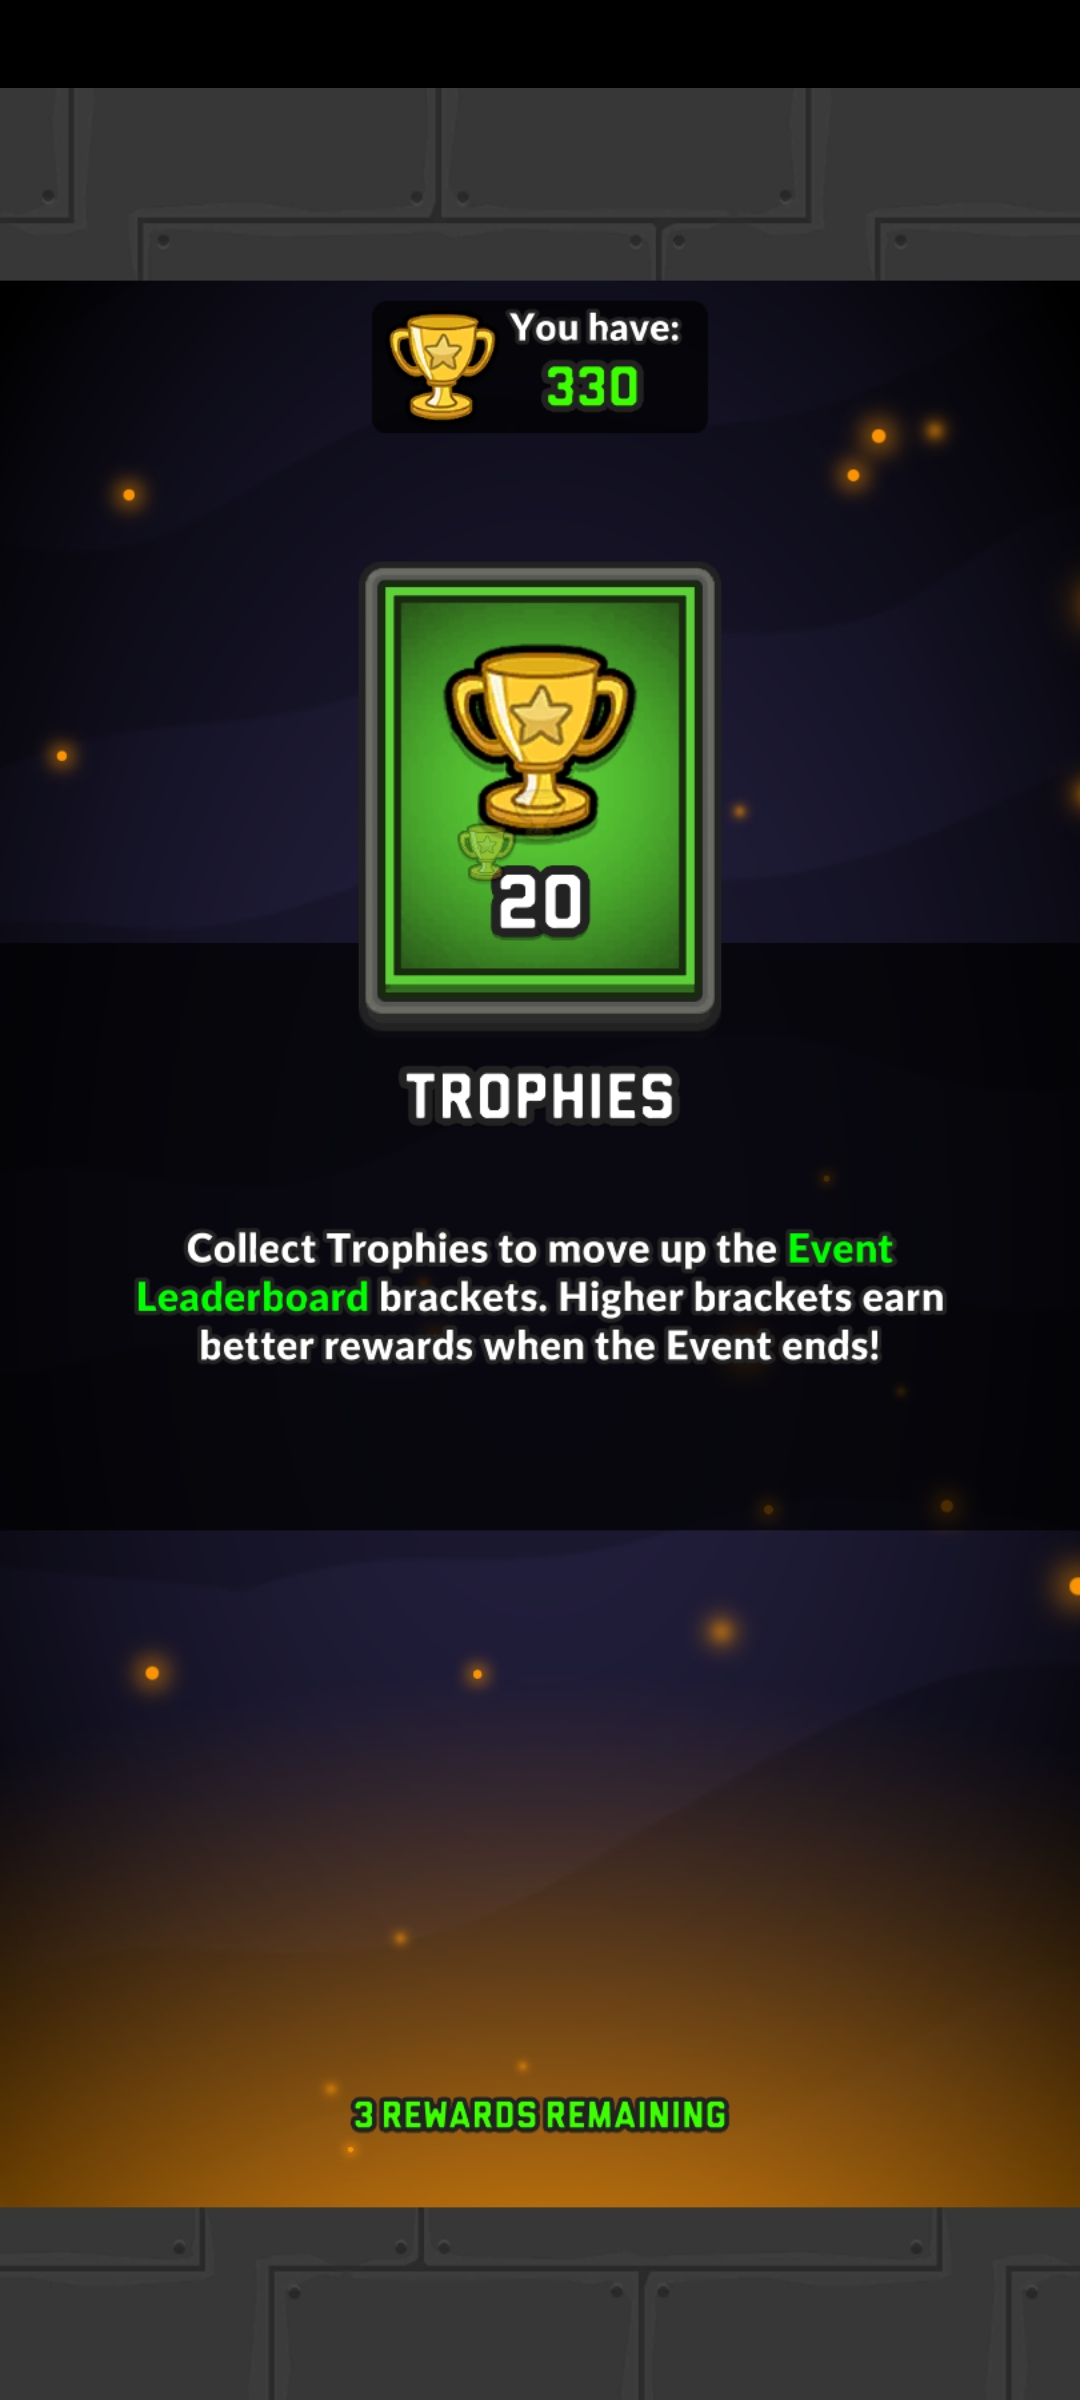 You have:
330
20
TROPHIES
Collect Trophies to move up the Event
Leaderboard brackets. Higher brackets earn
better rewards when the Event ends!
3 REWARDS REMAINING